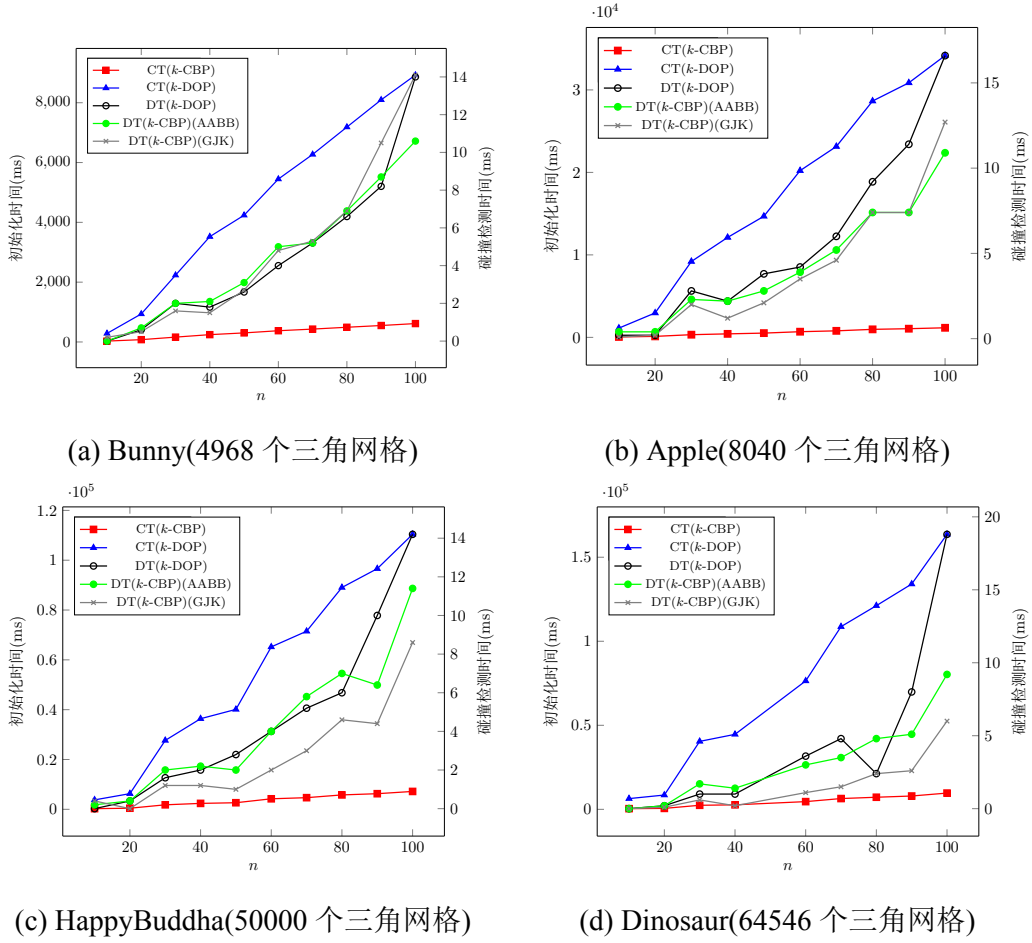 CT(k-CBP)
CT(k-DOP)
DT(k-DOP)
DT(k-CBP)(AABB)
DT(k-CBP)(GJK)
初始化时间(ms)
8,000
6,000
4,000
2,000
0
碰撞检测时间(ms)
14
12
10
8
6
4
2
0
20 40 60 80 100
n
(a) Bunny(4968 个三角网格)
·10⁴
CT(k-CBP)
CT(k-DOP)
DT(k-DOP)
DT(k-CBP)(AABB)
DT(k-CBP)(GJK)
初始化时间(ms)
3
2
1
0
碰撞检测时间(ms)
15
10
5
0
20 40 60 80 100
n
(b) Apple(8040 个三角网格)
·10⁵
CT(k-CBP)
CT(k-DOP)
DT(k-DOP)
DT(k-CBP)(AABB)
DT(k-CBP)(GJK)
初始化时间(ms)
1.2
1
0.8
0.6
0.4
0.2
0
碰撞检测时间(ms)
14
12
10
8
6
4
2
0
20 40 60 80 100
n
(c) HappyBuddha(50000 个三角网格)
·10⁵
CT(k-CBP)
CT(k-DOP)
DT(k-DOP)
DT(k-CBP)(AABB)
DT(k-CBP)(GJK)
初始化时间(ms)
1.5
1
0.5
0
碰撞检测时间(ms)
20
15
10
5
0
20 40 60 80 100
n
(d) Dinosaur(64546 个三角网格)